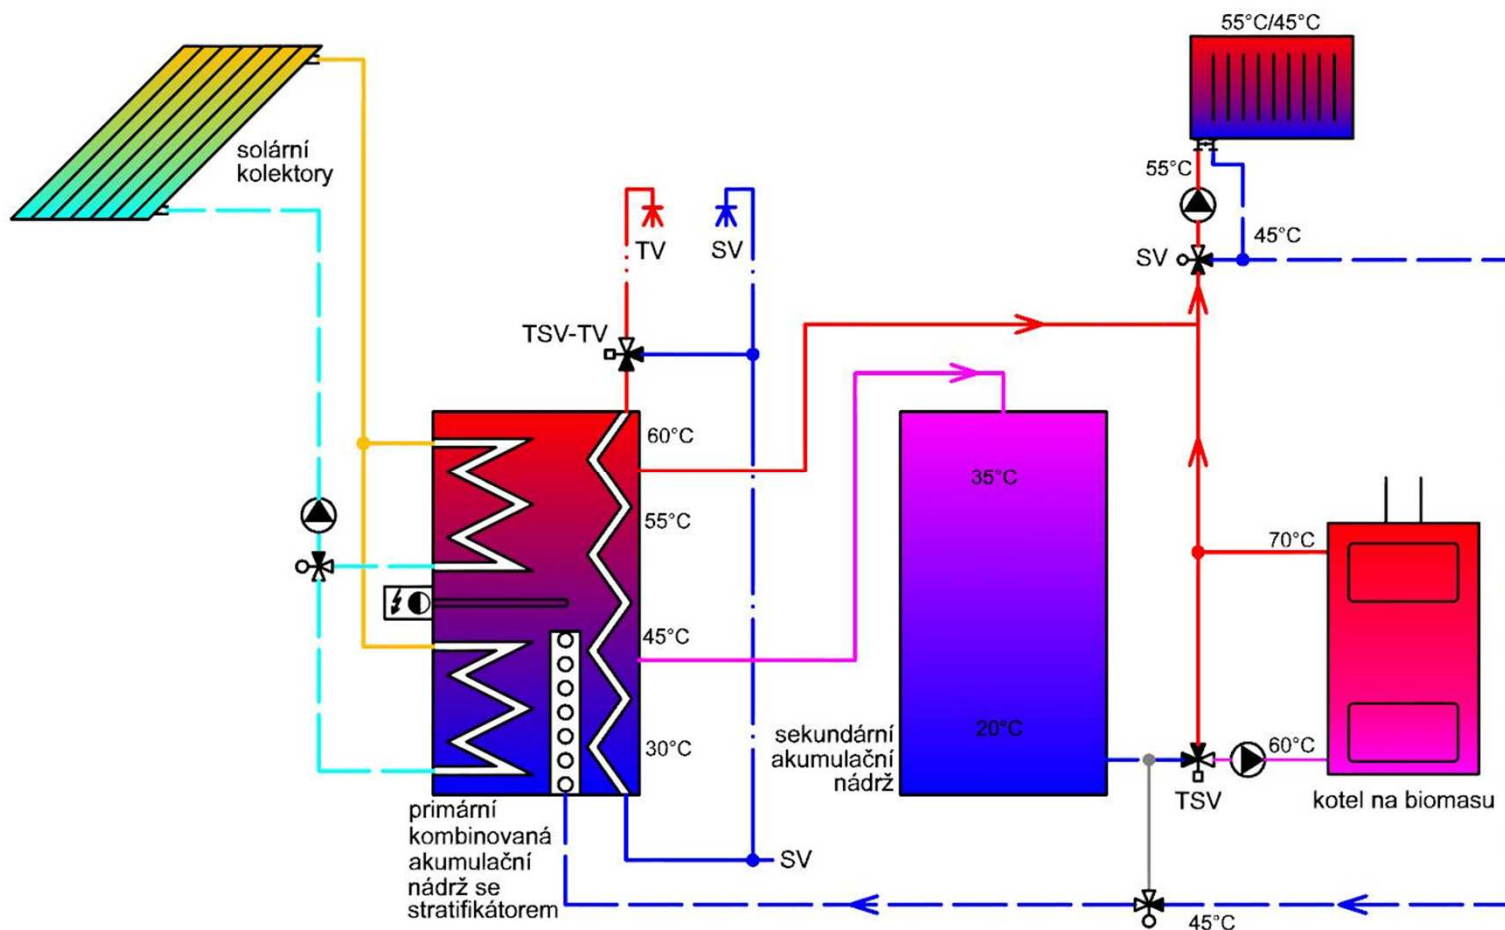 55°C/45°C
solární
kolektory
55°C
TV
SV
SV
45°C
TSV-TV
60°C
35°C
55°C
70°C
45°C
30°C
20°C
sekundární
akumulační
nádrž
60°C
TSV
kotel na biomasu
primární
kombinovaná
akumulační
nádrž se
stratifikátorem
SV
45°C